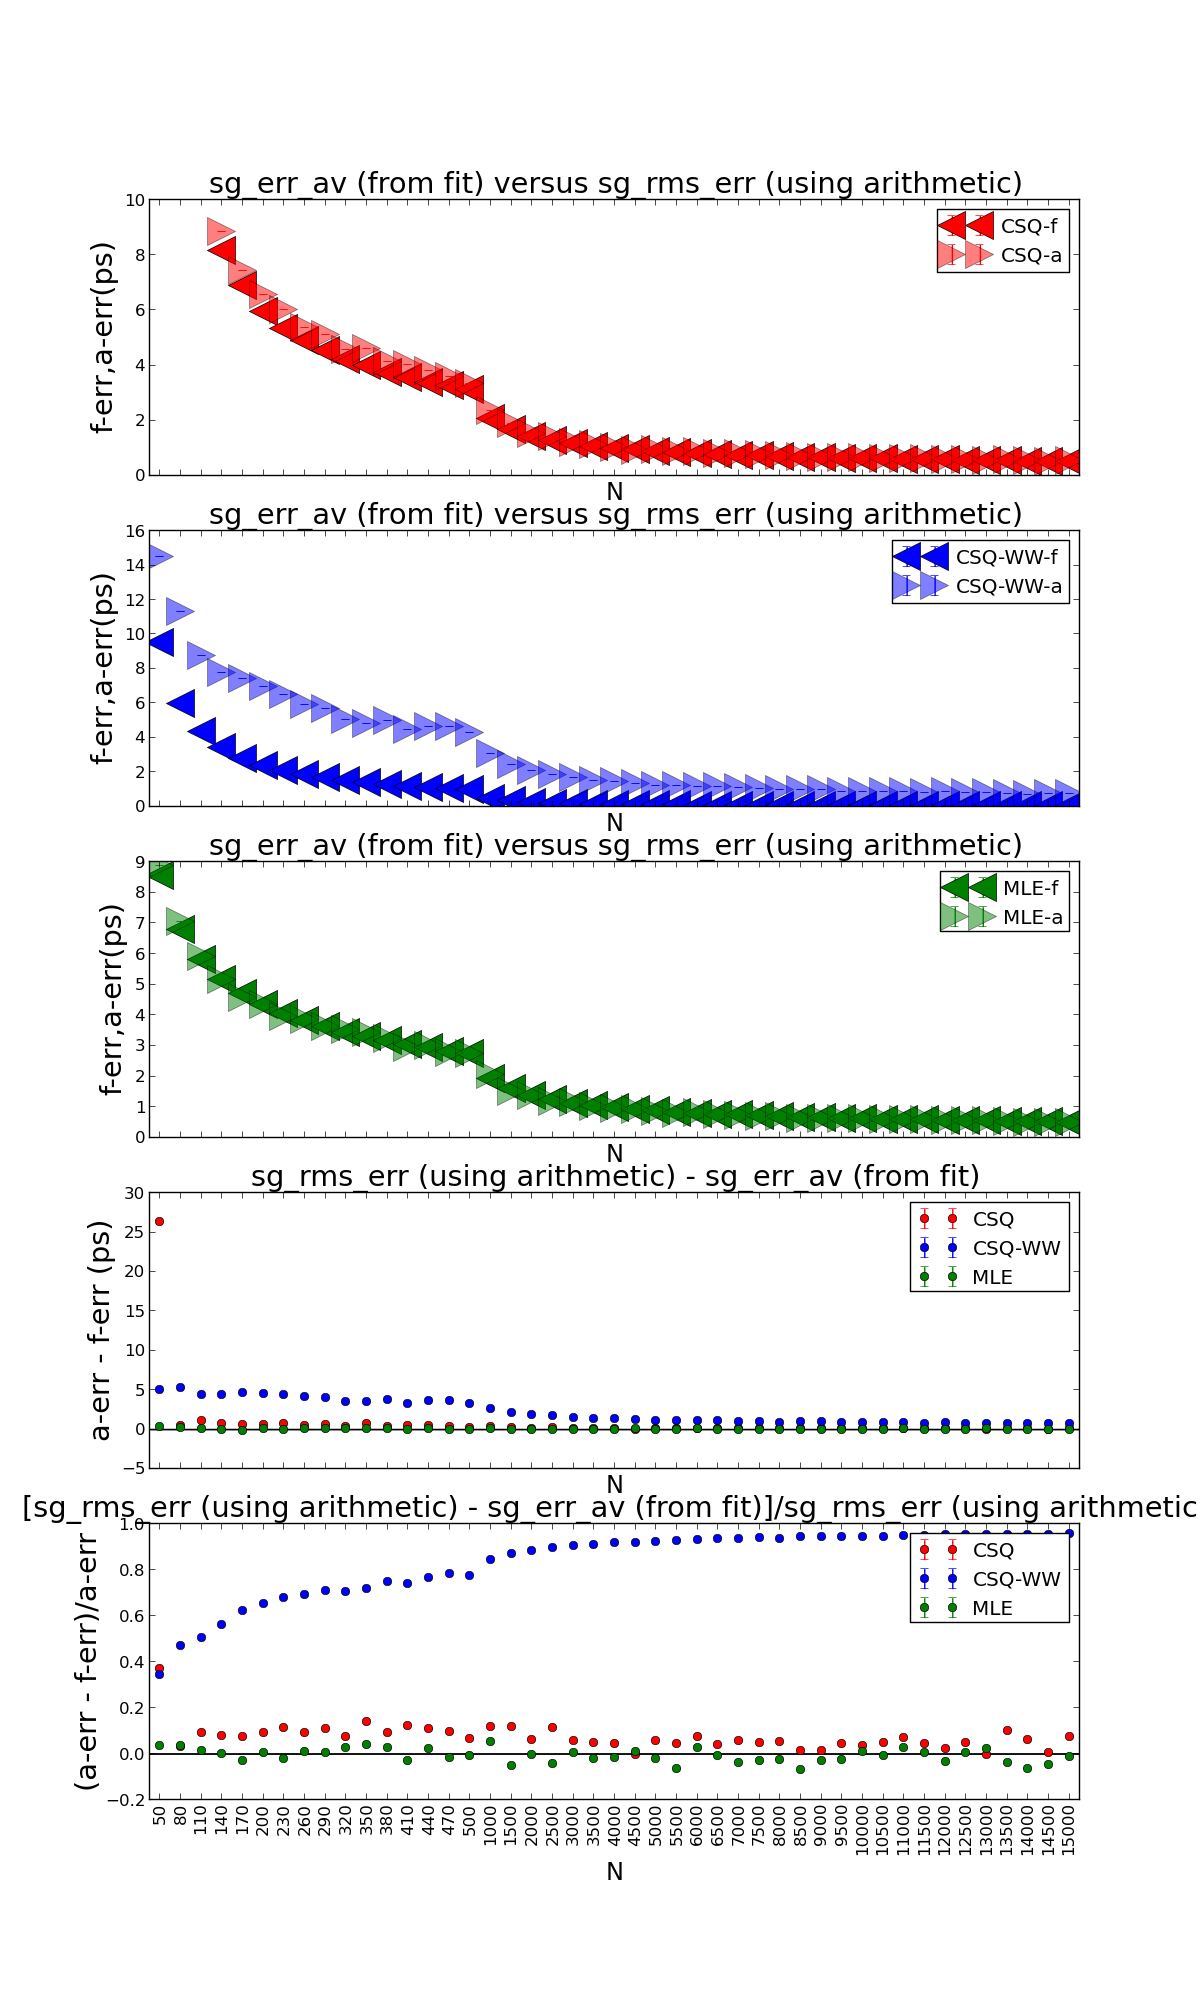 sg_err_av (from fit) versus sg_rms_err (using arithmetic)
f-err,a-err(ps)
10
8
6
4
2
0
CSQ-f
CSQ-a
N
sg_err_av (from fit) versus sg_rms_err (using arithmetic)
f-err,a-err(ps)
16
14
12
10
8
6
4
2
0
CSQ-WW-f
CSQ-WW-a
N
sg_err_av (from fit) versus sg_rms_err (using arithmetic)
f-err,a-err(ps)
9
8
7
6
5
4
3
2
1
0
MLE-f
MLE-a
N
sg_rms_err (using arithmetic) - sg_err_av (from fit)
a-err - f-err (ps)
30
25
20
15
10
5
0
−5
CSQ
CSQ-WW
MLE
N
[sg_rms_err (using arithmetic) - sg_err_av (from fit)]/sg_rms_err (using arithmetic
(a-err - f-err)/a-err
1.0
0.8
0.6
0.4
0.2
0.0
−0.2
CSQ
CSQ-WW
MLE
50 80 110 140 170 200 230 260 290 320 350 380 410 440 470 500 1000 1500 2000 2500 3000 3500 4000 4500 5000 5500 6000 6500 7000 7500 8000 8500 9000 9500 10000 10500 11000 11500 12000 12500 13000 13500 14000 14500 15000
N